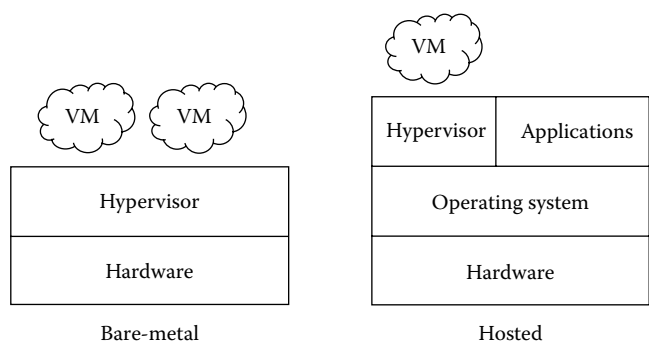 VM
VM
Hypervisor
Hardware
Bare-metal
VM
Hypervisor
Applications
Operating system
Hardware
Hosted